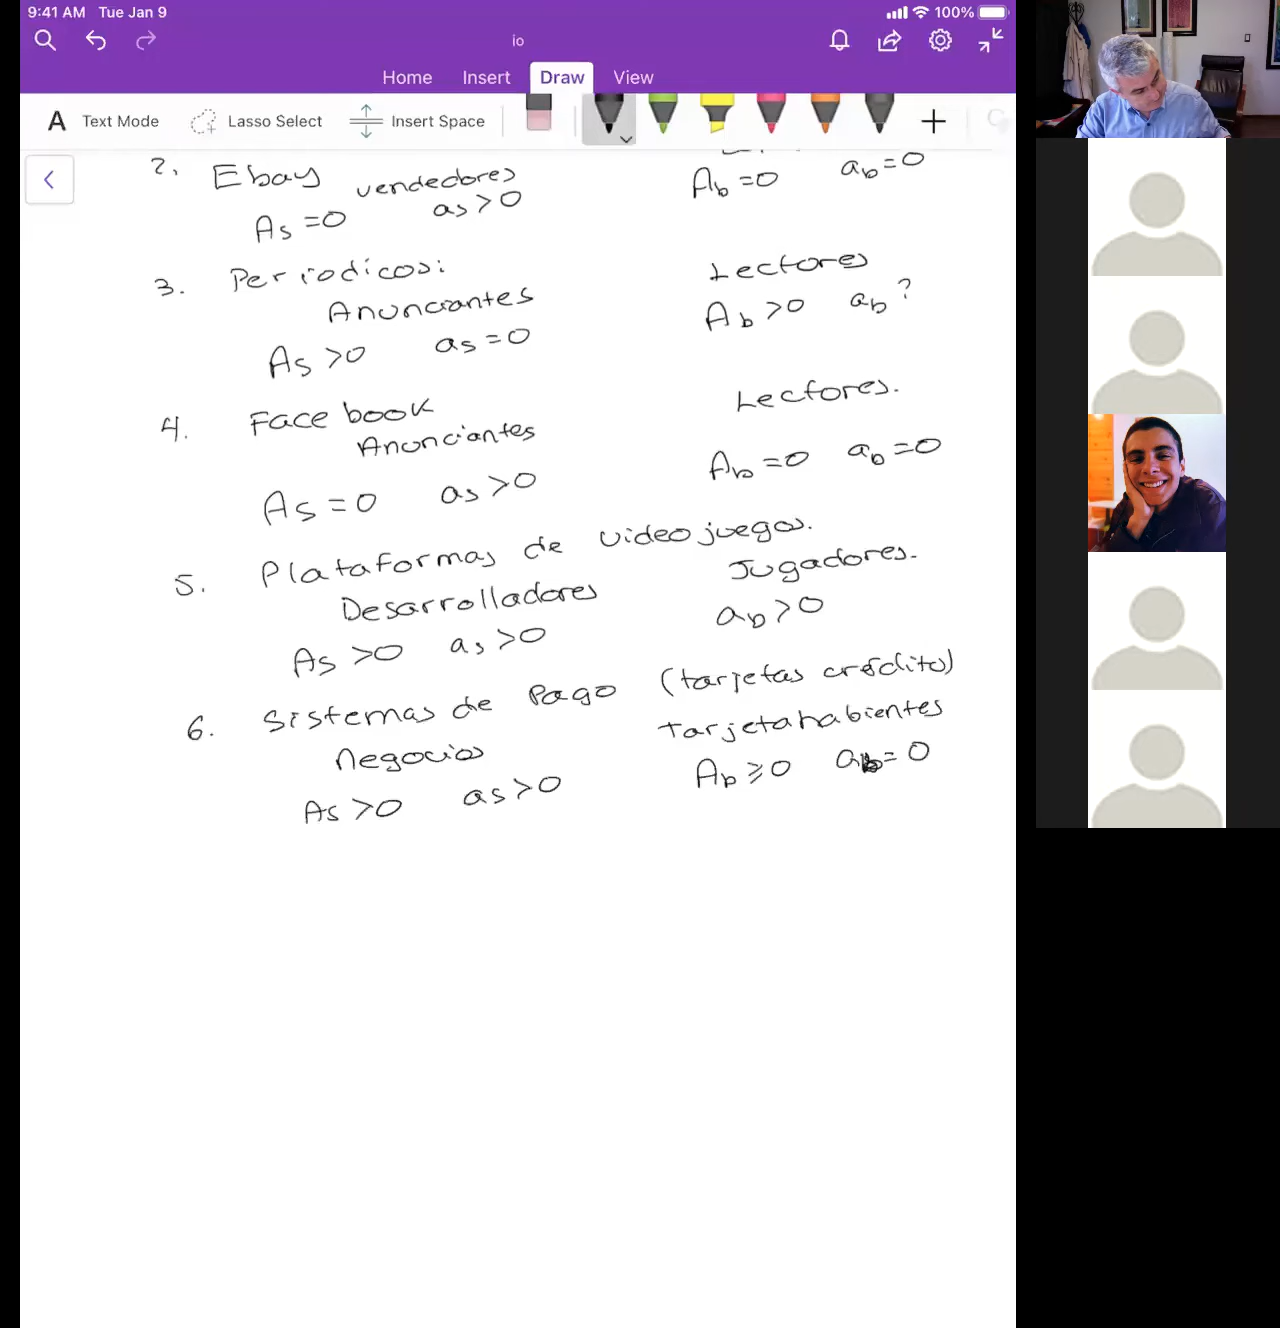 9:41 AM Tue Jan 9
100%
io
Home Insert Draw View
A Text Mode Lasso Select Insert Space
2. Ebay vendedores
As =0 as >0
Ab =0 ab =0
3. Periodicos:
Anunciantes
Lectores
As >0 as =0
Ab >0 ab ?
4. Facebook
Anunciantes
Lectores.
As =0 as >0
Ab =0 ab =0
5. Plataformas de videojuegos.
Desarrolladores
Jugadores.
As >0 as >0
ab >0
6. Sistemas de Pago (tarjetas crédito)
Negocios
tarjetahabientes
As >0 as >0
Ab ≥0 ab = 0